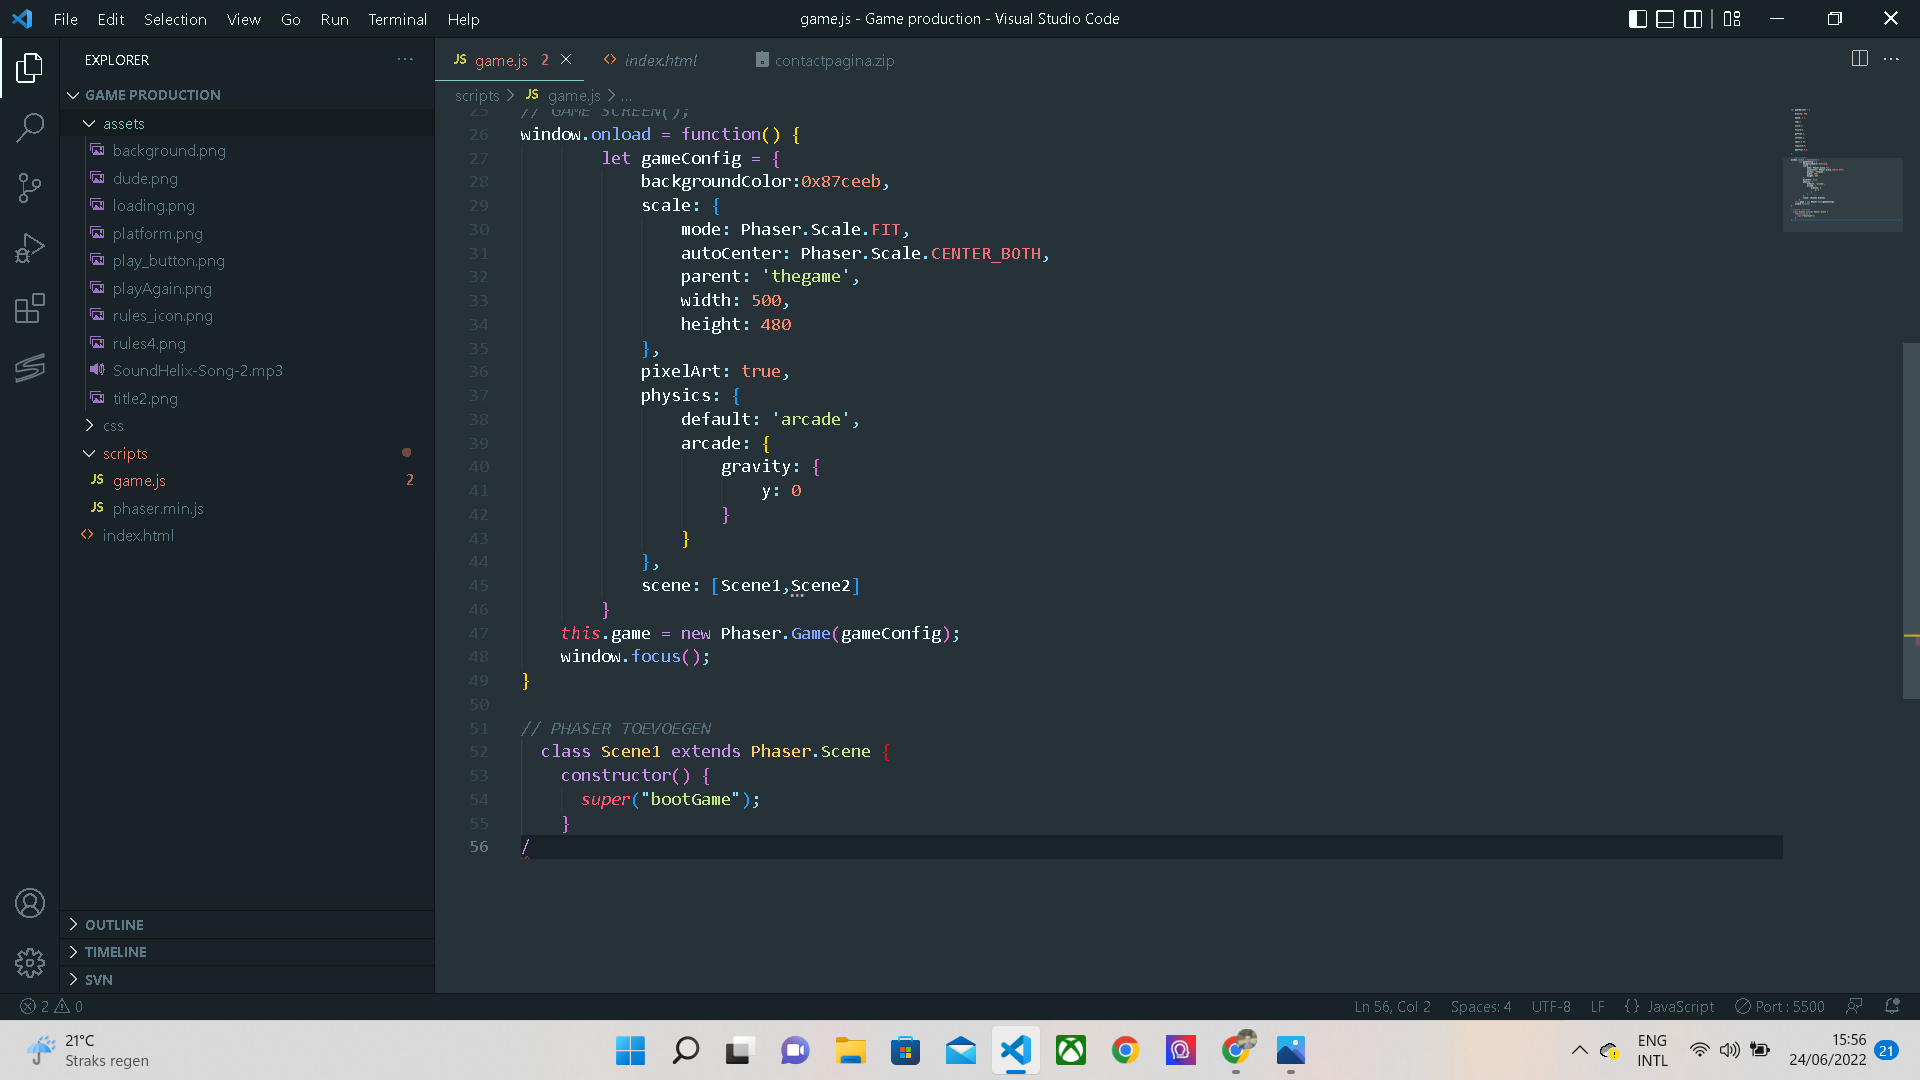 File Edit Selection View Go Run Terminal Help game.js - Game production - Visual Studio Code
EXPLORER
GAME PRODUCTION
assets
background.png
dude.png
loading.png
platform.png
play_button.png
playAgain.png
rules_icon.png
rules4.png
SoundHelix-Song-2.mp3
title2.png
css
scripts
JS game.js 2
JS phaser.min.js
index.html
OUTLINE
TIMELINE
SVN
JS game.js 2 index.html contactpagina.zip
scripts > JS game.js > ...
25 // GAME SCREEN();
26 window.onload = function() {
27 let gameConfig = {
28 backgroundColor:0x87ceeb,
29 scale: {
30 mode: Phaser.Scale.FIT,
31 autoCenter: Phaser.Scale.CENTER_BOTH,
32 parent: 'thegame',
33 width: 500,
34 height: 480
35 },
36 pixelArt: true,
37 physics: {
38 default: 'arcade',
39 arcade: {
40 gravity: {
41 y: 0
42 }
43 }
44 },
45 scene: [Scene1,Scene2]
46 }
47 this.game = new Phaser.Game(gameConfig);
48 window.focus();
49 }
50
51 // PHASER TOEVOEGEN
52 class Scene1 extends Phaser.Scene {
53 constructor() {
54 super("bootGame");
55 }
56 /
2 0 Ln 56, Col 2 Spaces: 4 UTF-8 LF {} JavaScript Port : 5500
21°C
Straks regen
ENG
INTL
15:56
24/06/2022
21